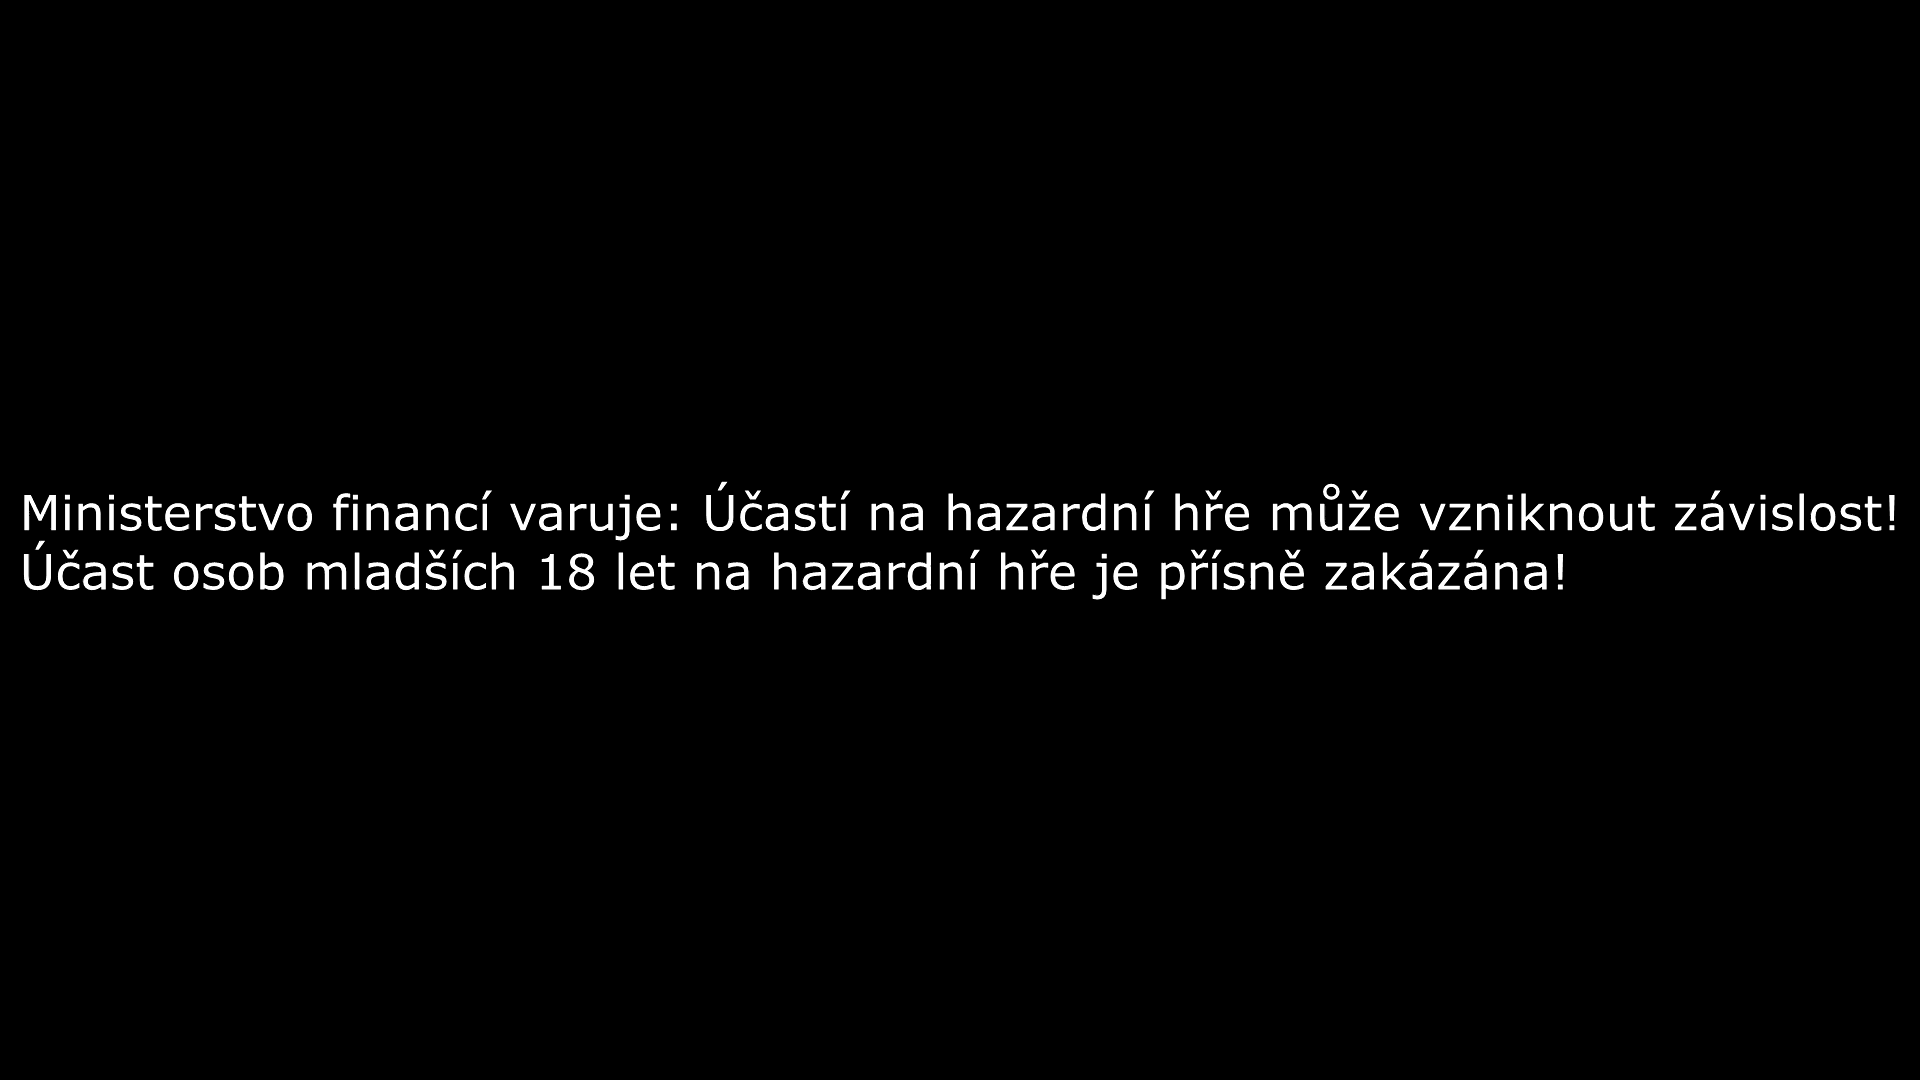 Ministerstvo financí varuje: Účastí na hazardní hře může vzniknout závislost!
Účast osob mladších 18 let na hazardní hře je přísně zakázána!